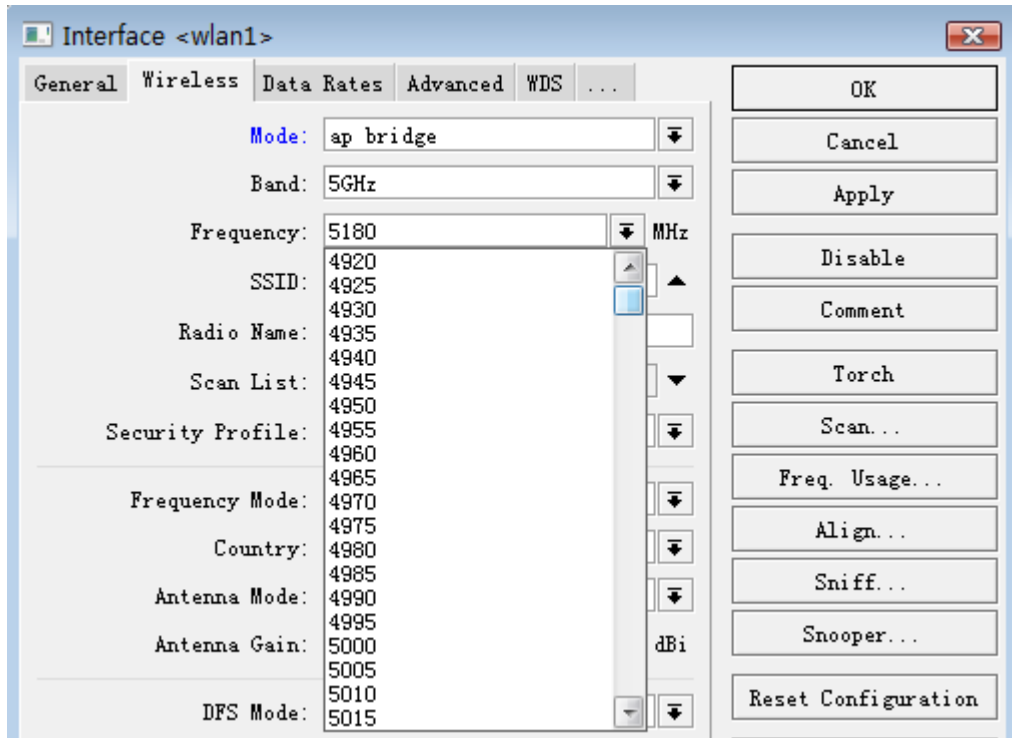 Interface <wlan1>
General Wireless Data Rates Advanced WDS ...
Mode: ap bridge
Band: 5GHz
Frequency: 5180 MHz
4920
4925
4930
4935
4940
4945
4950
4955
4960
4965
4970
4975
4980
4985
4990
4995
5000
5005
5010
5015
SSID:
Radio Name:
Scan List:
Security Profile:
Frequency Mode:
Country:
Antenna Mode:
Antenna Gain: dBi
DFS Mode:
OK
Cancel
Apply
Disable
Comment
Torch
Scan...
Freq. Usage...
Align...
Sniff...
Snooper...
Reset Configuration